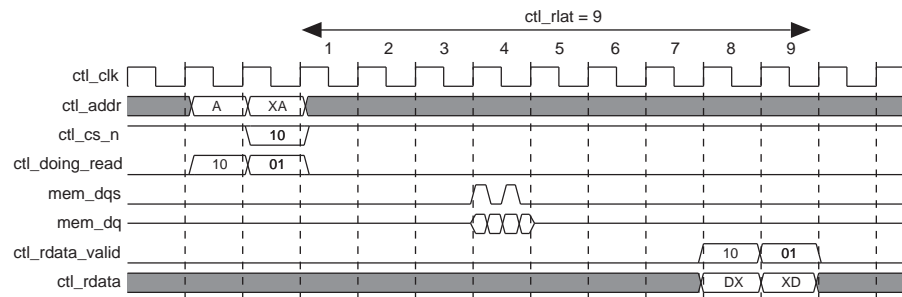 ctl_rlat = 9
1 2 3 4 5 6 7 8 9
ctl_clk
ctl_addr A XA
ctl_cs_n 10
ctl_doing_read 10 01
mem_dqs
mem_dq
ctl_rdata_valid 10 01
ctl_rdata DX XD